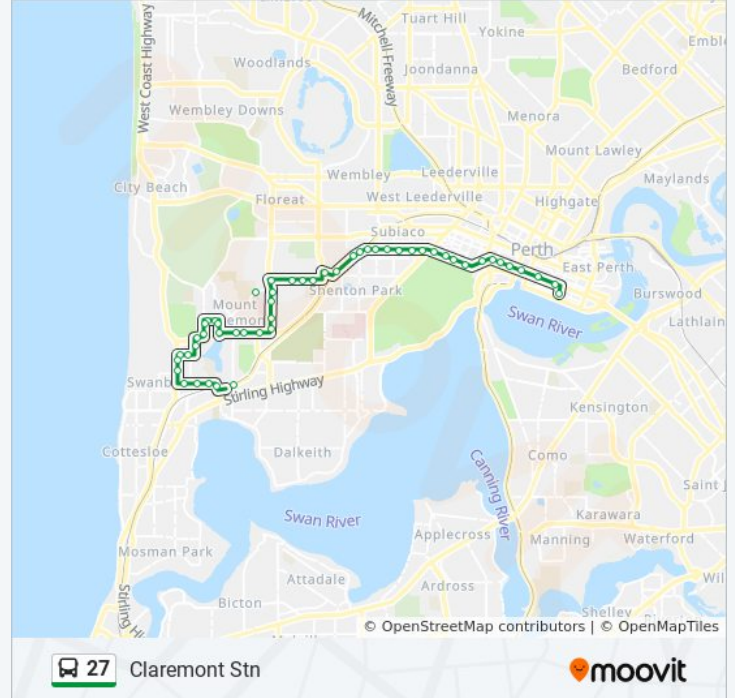 Tuart Hill
Yokine
Mitchell Freeway
West Coast Highway
Woodlands
Joondanna
Bedford
Wembley Downs
Menora
Mount Lawley
Wembley
Leederville
Maylands
City Beach
Floreat
West Leederville
Highgate
Subiaco
Perth
East Perth
Shenton Park
Burswood
Mount
Swan River
Lathlain
Swanb
Stirling Highway
Kensington
Cottesloe
Dalkeith
Como
Canning River
Saint J
Swan River
Karawara
Applecross
Manning
Waterford
Mosman Park
Attadale
Ardross
Wil
Bicton
Shelley
Stirling Hi
© OpenStreetMap contributors | © OpenMapTiles
27 Claremont Stn
moovit